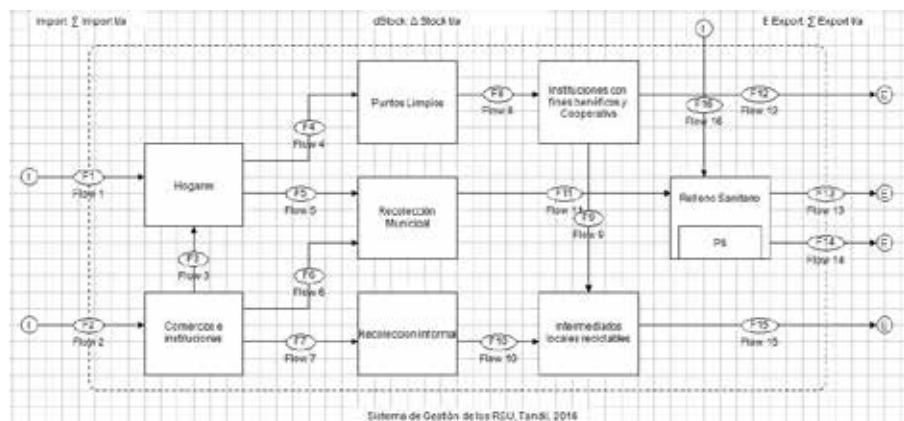 Import: Σ Import t/a
dStock: Δ Stock t/a
E Export: Σ Export t/a
I
Puntos Limpios
F8
Flow 8
Instituciones con
fines benéficos y
Cooperativa
F12
Flow 12
E
F16
Flow 16
F4
Flow 4
I
F1
Flow 1
Hogares
F5
Flow 5
Recolección
Municipal
F11
Flow 11
F9
Flow 9
Relleno Sanitario
P8
F13
Flow 13
E
F14
Flow 14
E
F3
Flow 3
F6
Flow 6
I
F2
Flow 2
Comercios e
instituciones
F7
Flow 7
Recoleccion Informal
F10
Flow 10
Intermediados
locales reciclables
F15
Flow 15
E
Sistema de Gestión de los RSU, Tandil, 2016